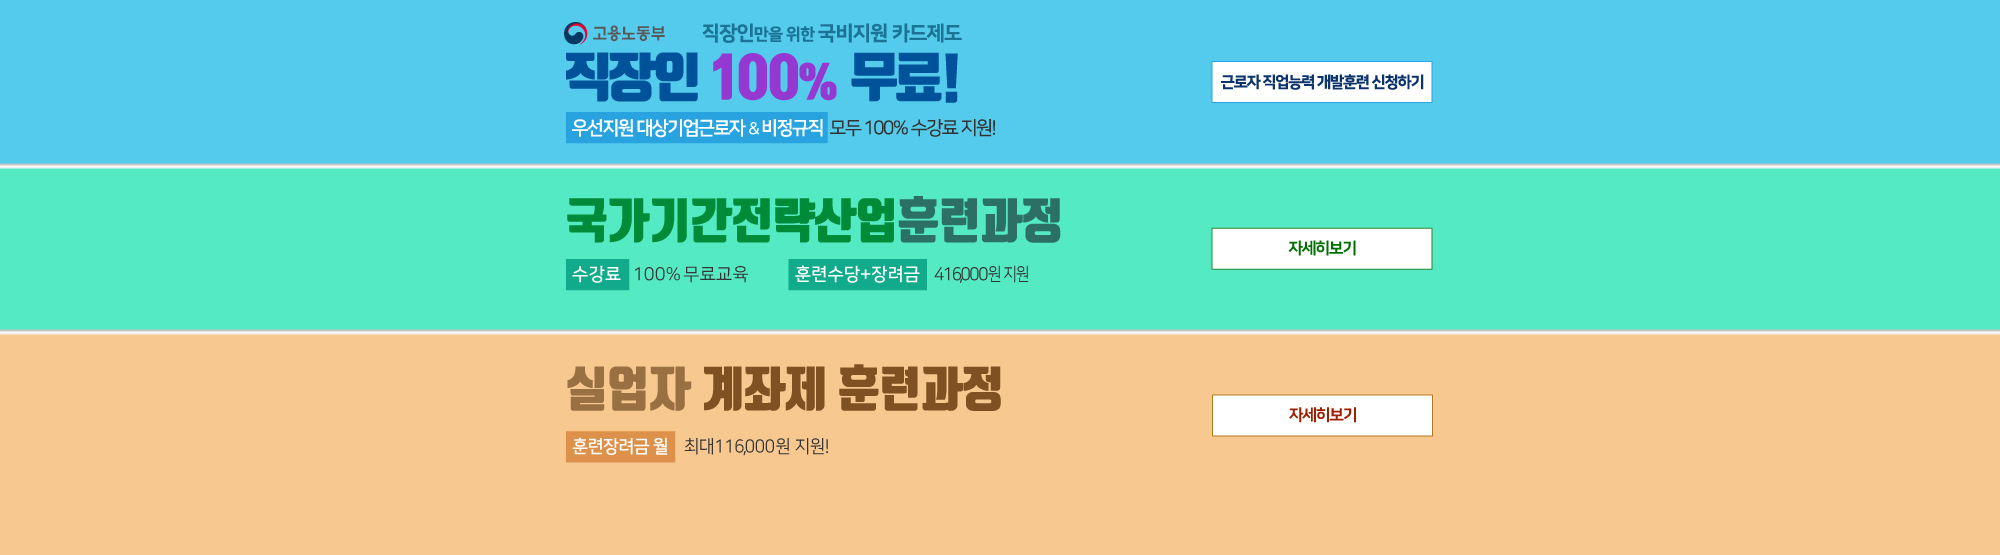 고용노동부 직장인만을 위한 국비지원 카드제도
직장인 100% 무료!
우선지원 대상기업근로자 & 비정규직 모두 100% 수강료 지원!
근로자 직업능력 개발훈련 신청하기
국가기간전략산업훈련과정
수강료 100% 무료교육 훈련수당+장려금 416,000원 지원
자세히보기
실업자 계좌제 훈련과정
훈련장려금 월 최대116,000원 지원!
자세히보기